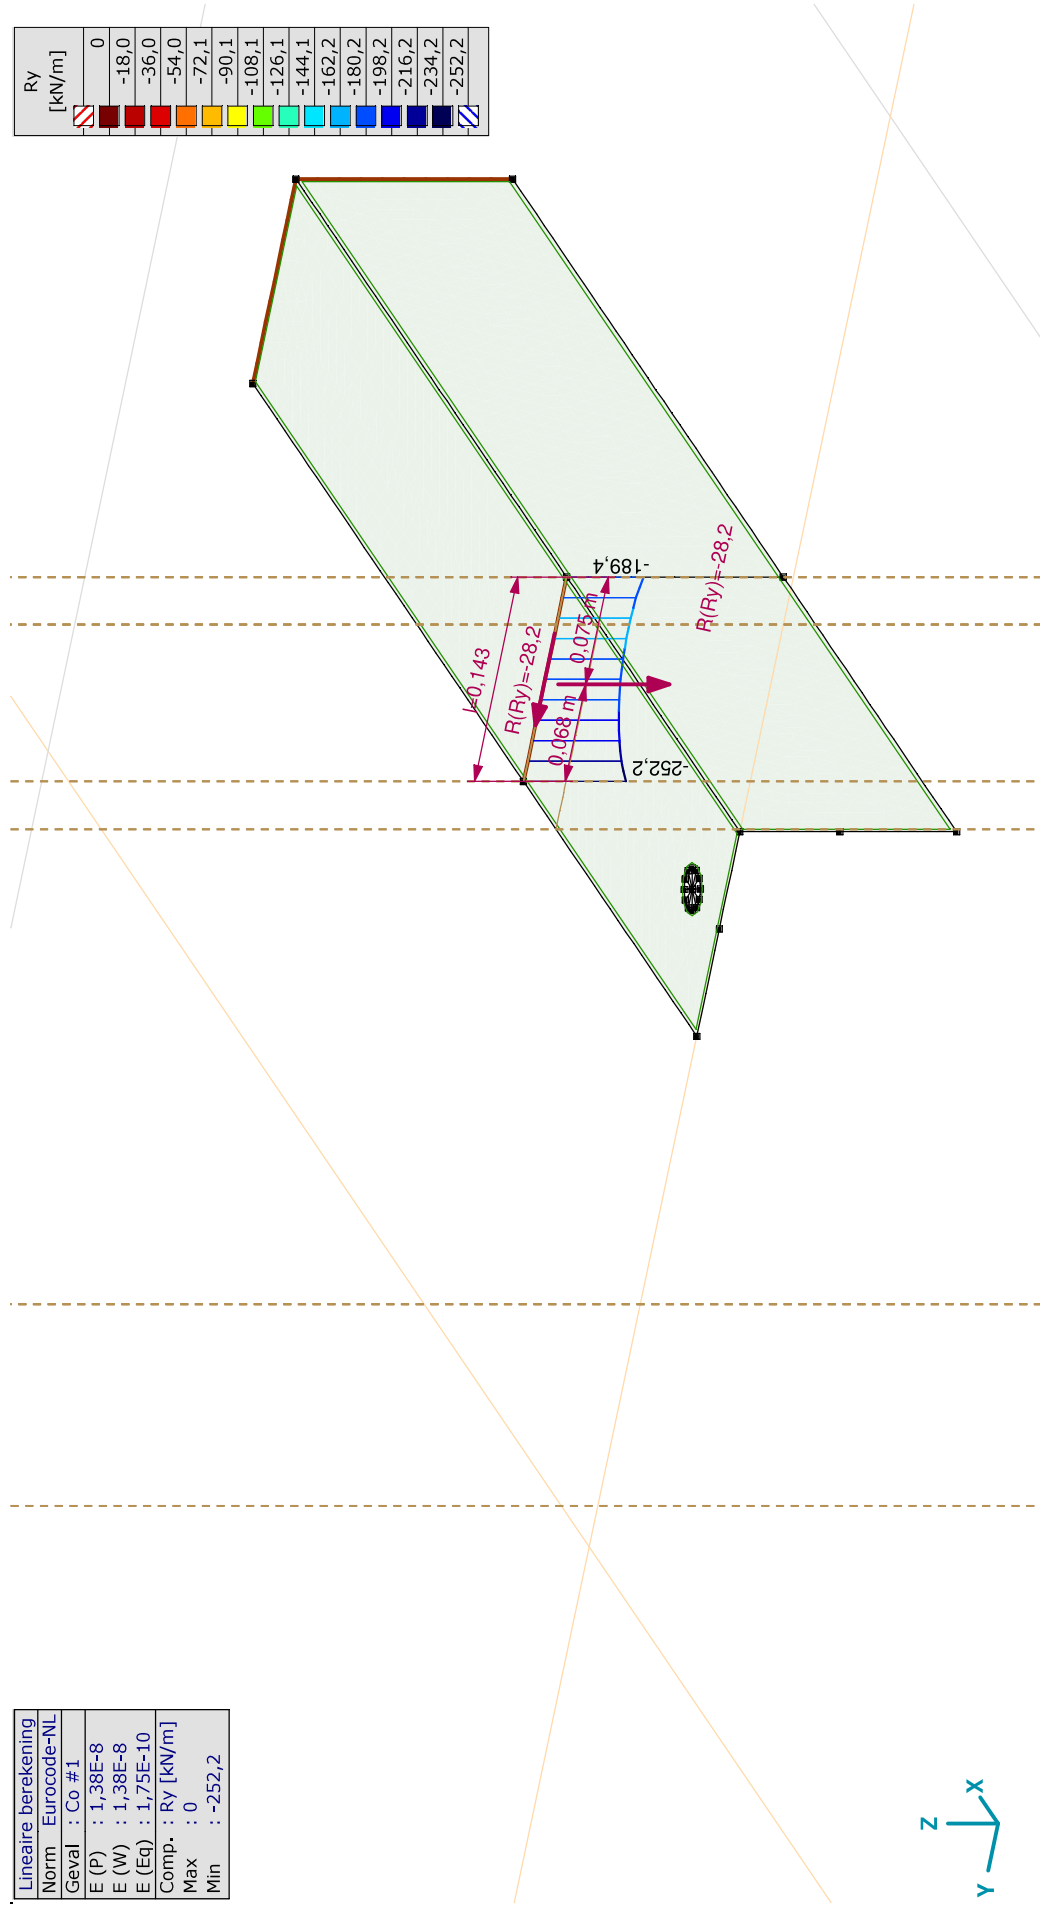 Ry
[kN/m]
0
-18,0
-36,0
-54,0
-72,1
-90,1
-108,1
-126,1
-144,1
-162,2
-180,2
-198,2
-216,2
-234,2
-252,2
-189,4
R(Ry)=-28,2
l=0,143
R(Ry)=-28,2
0,075 m
0,068 m
-252,2
Lineaire berekening
Norm Eurocode-NL
Geval : Co #1
E (P) : 1,38E-8
E (W) : 1,38E-8
E (Eq) : 1,75E-10
Comp. : Ry [kN/m]
Max : 0
Min : -252,2
Z
X
Y